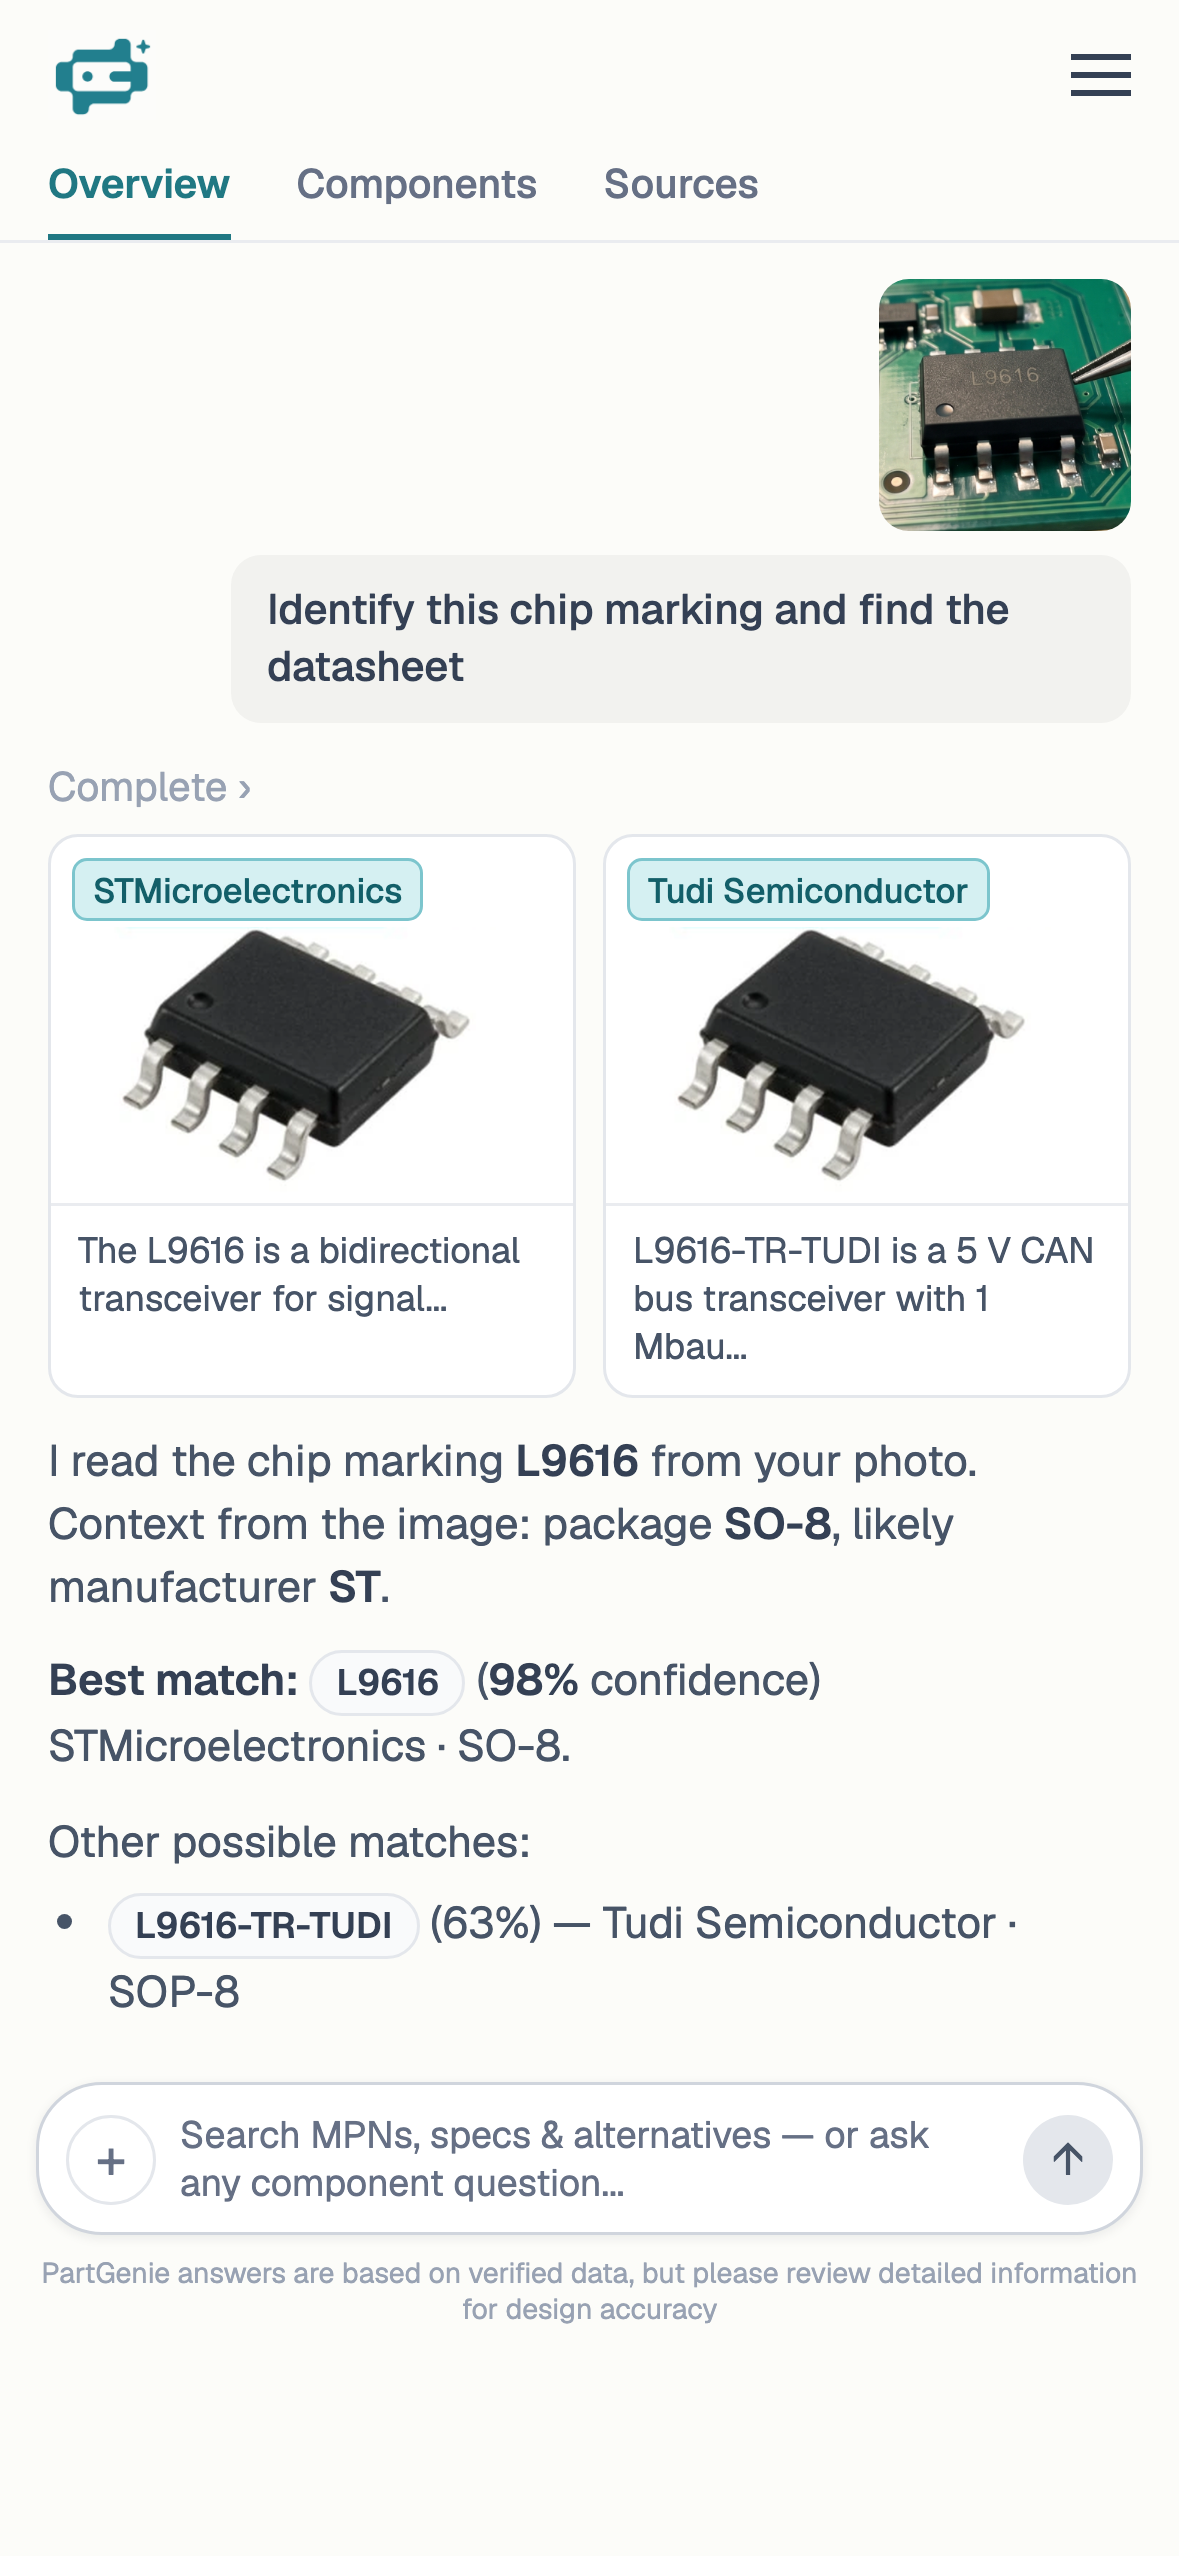 Overview Components Sources
L9616
Identify this chip marking and find the
datasheet
Complete ›
STMicroelectronics
The L9616 is a bidirectional
transceiver for signal...
Tudi Semiconductor
L9616-TR-TUDI is a 5 V CAN
bus transceiver with 1
Mbau...
I read the chip marking L9616 from your photo.
Context from the image: package SO-8, likely
manufacturer ST.
Best match: L9616 (98% confidence)
STMicroelectronics · SO-8.
Other possible matches:
• L9616-TR-TUDI (63%) — Tudi Semiconductor ·
SOP-8
Search MPNs, specs & alternatives — or ask
any component question...
PartGenie answers are based on verified data, but please review detailed information
for design accuracy